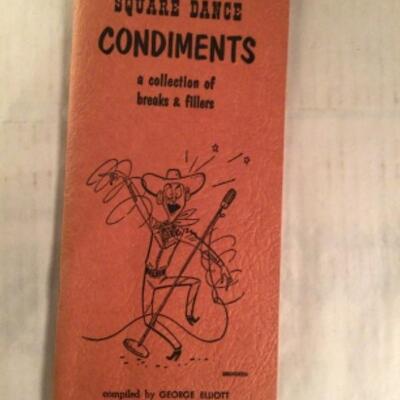 SQUARE DANCE
CONDIMENTS
a collection of
breaks & fillers
compiled by GEORGE ELLIOTT